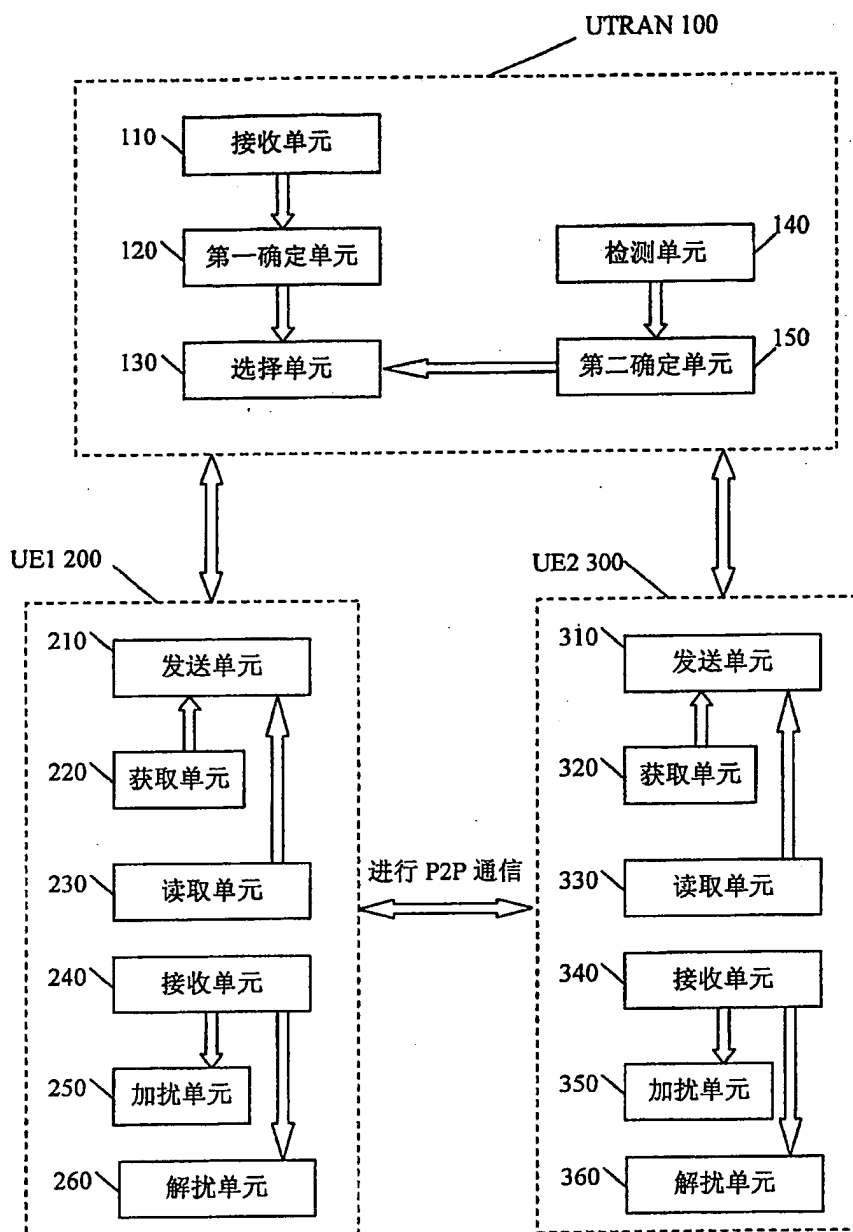 UTRAN 100
110
接收单元
120
第一确定单元
140
检测单元
130
选择单元
150
第二确定单元
UE1 200
UE2 300
210
发送单元
220
获取单元
230
读取单元
240
接收单元
250
加扰单元
260
解扰单元
进行 P2P 通信
310
发送单元
320
获取单元
330
读取单元
340
接收单元
350
加扰单元
360
解扰单元